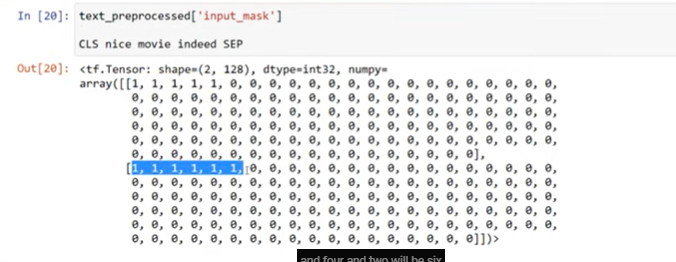 In [20]: text_preprocessed['input_mask']
CLS nice movie indeed SEP
Out[20]: <tf.Tensor: shape=(2, 128), dtype=int32, numpy=
array([[1, 1, 1, 1, 1, 0, 0, 0, 0, 0, 0, 0, 0, 0, 0, 0, 0, 0, 0, 0, 0, 0,
0, 0, 0, 0, 0, 0, 0, 0, 0, 0, 0, 0, 0, 0, 0, 0, 0, 0, 0, 0, 0, 0,
0, 0, 0, 0, 0, 0, 0, 0, 0, 0, 0, 0, 0, 0, 0, 0, 0, 0, 0, 0, 0, 0,
0, 0, 0, 0, 0, 0, 0, 0, 0, 0, 0, 0, 0, 0, 0, 0, 0, 0, 0, 0, 0, 0,
0, 0, 0, 0, 0, 0, 0, 0, 0, 0, 0, 0, 0, 0, 0, 0, 0, 0, 0, 0, 0, 0,
0, 0, 0, 0, 0, 0, 0, 0, 0, 0, 0, 0, 0, 0, 0, 0, 0, 0],
[1, 1, 1, 1, 1, 1, 0, 0, 0, 0, 0, 0, 0, 0, 0, 0, 0, 0, 0, 0, 0, 0,
0, 0, 0, 0, 0, 0, 0, 0, 0, 0, 0, 0, 0, 0, 0, 0, 0, 0, 0, 0, 0, 0,
0, 0, 0, 0, 0, 0, 0, 0, 0, 0, 0, 0, 0, 0, 0, 0, 0, 0, 0, 0, 0, 0,
0, 0, 0, 0, 0, 0, 0, 0, 0, 0, 0, 0, 0, 0, 0, 0, 0, 0, 0, 0, 0, 0,
0, 0, 0, 0, 0, 0, 0, 0, 0, 0, 0, 0, 0, 0, 0, 0, 0, 0, 0, 0, 0, 0,
0, 0, 0, 0, 0, 0, 0, 0, 0, 0, 0, 0, 0, 0, 0, 0, 0, 0]])>
and four and two will be six